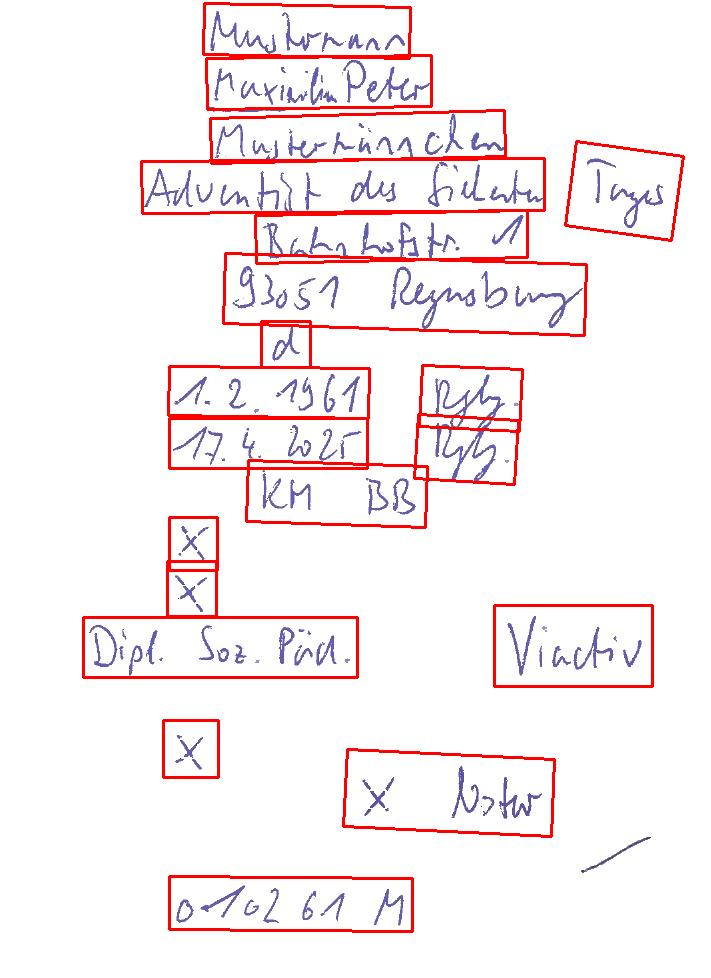 Mustermann
Maximilian Peter
Mustermännchen
Adventist des Siebenten Tages
Bahnhofstr. 1
93051 Regensburg
d
1. 2. 1961 Rgbg.
17. 4. 2025 Rgbg.
KM BB
X
X
Dipl. Soz. Päd. Viactiv
X
X
010261 M